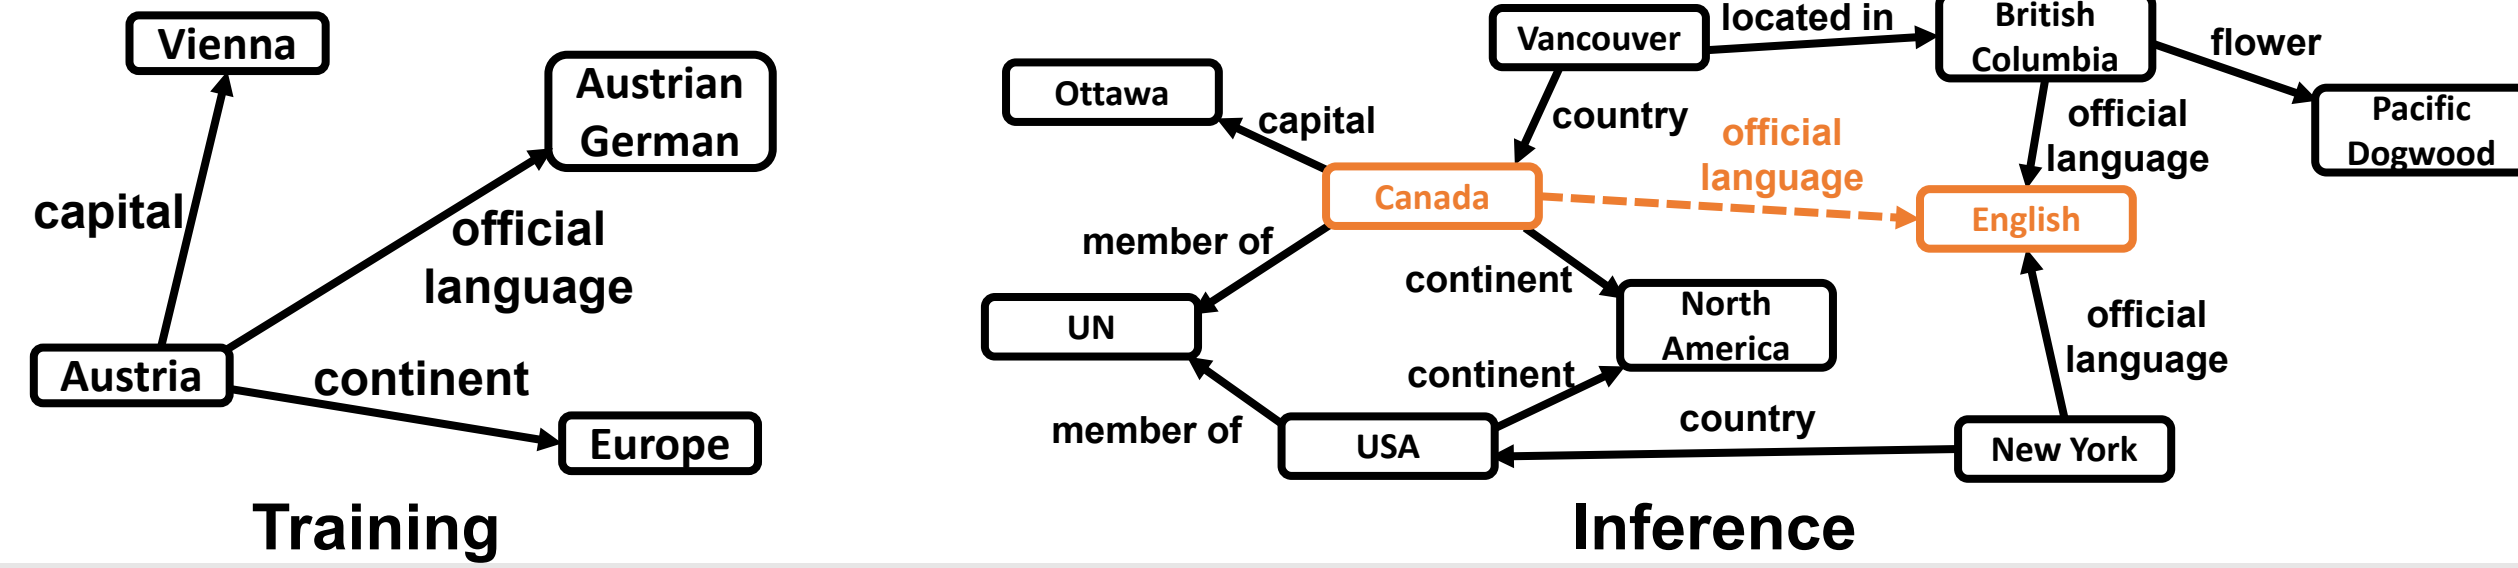 Vienna
Austrian
German
capital
official
language
Austria
continent
Europe
Training
Vancouver
located in
British
Columbia
flower
Pacific
Dogwood
Ottawa
capital
country
official
language
official
language
Canada
English
member of
continent
UN
North
America
official
language
continent
member of
USA
country
New York
Inference